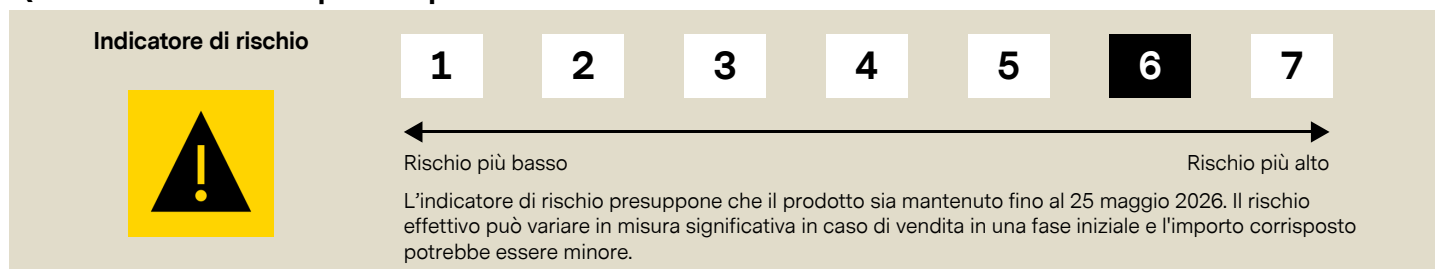 Indicatore di rischio
1 2 3 4 5 6 7
Rischio più basso Rischio più alto
L'indicatore di rischio presuppone che il prodotto sia mantenuto fino al 25 maggio 2026. Il rischio
effettivo può variare in misura significativa in caso di vendita in una fase iniziale e l'importo corrisposto
potrebbe essere minore.